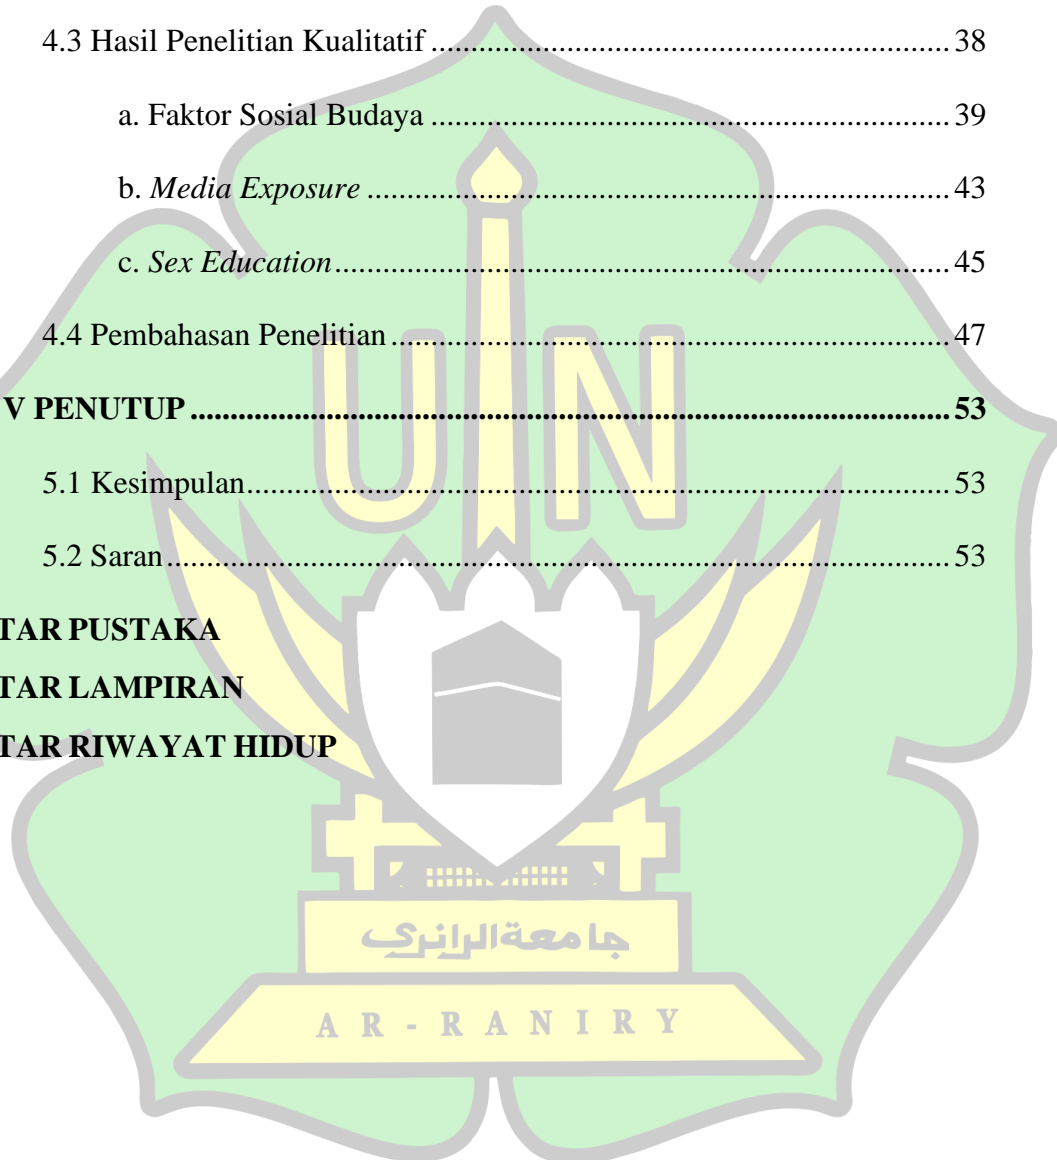 4.3 Hasil Penelitian Kualitatif ................................................................. 38
a. Faktor Sosial Budaya ................................................................. 39
b. Media Exposure ......................................................................... 43
c. Sex Education ............................................................................. 45
4.4 Pembahasan Penelitian ...................................................................... 47
V PENUTUP ................................................................................................ 53
5.1 Kesimpulan ......................................................................................... 53
5.2 Saran .................................................................................................... 53
TAR PUSTAKA
TAR LAMPIRAN
TAR RIWAYAT HIDUP
UIN
جامعةالرانري
AR-RANIRY